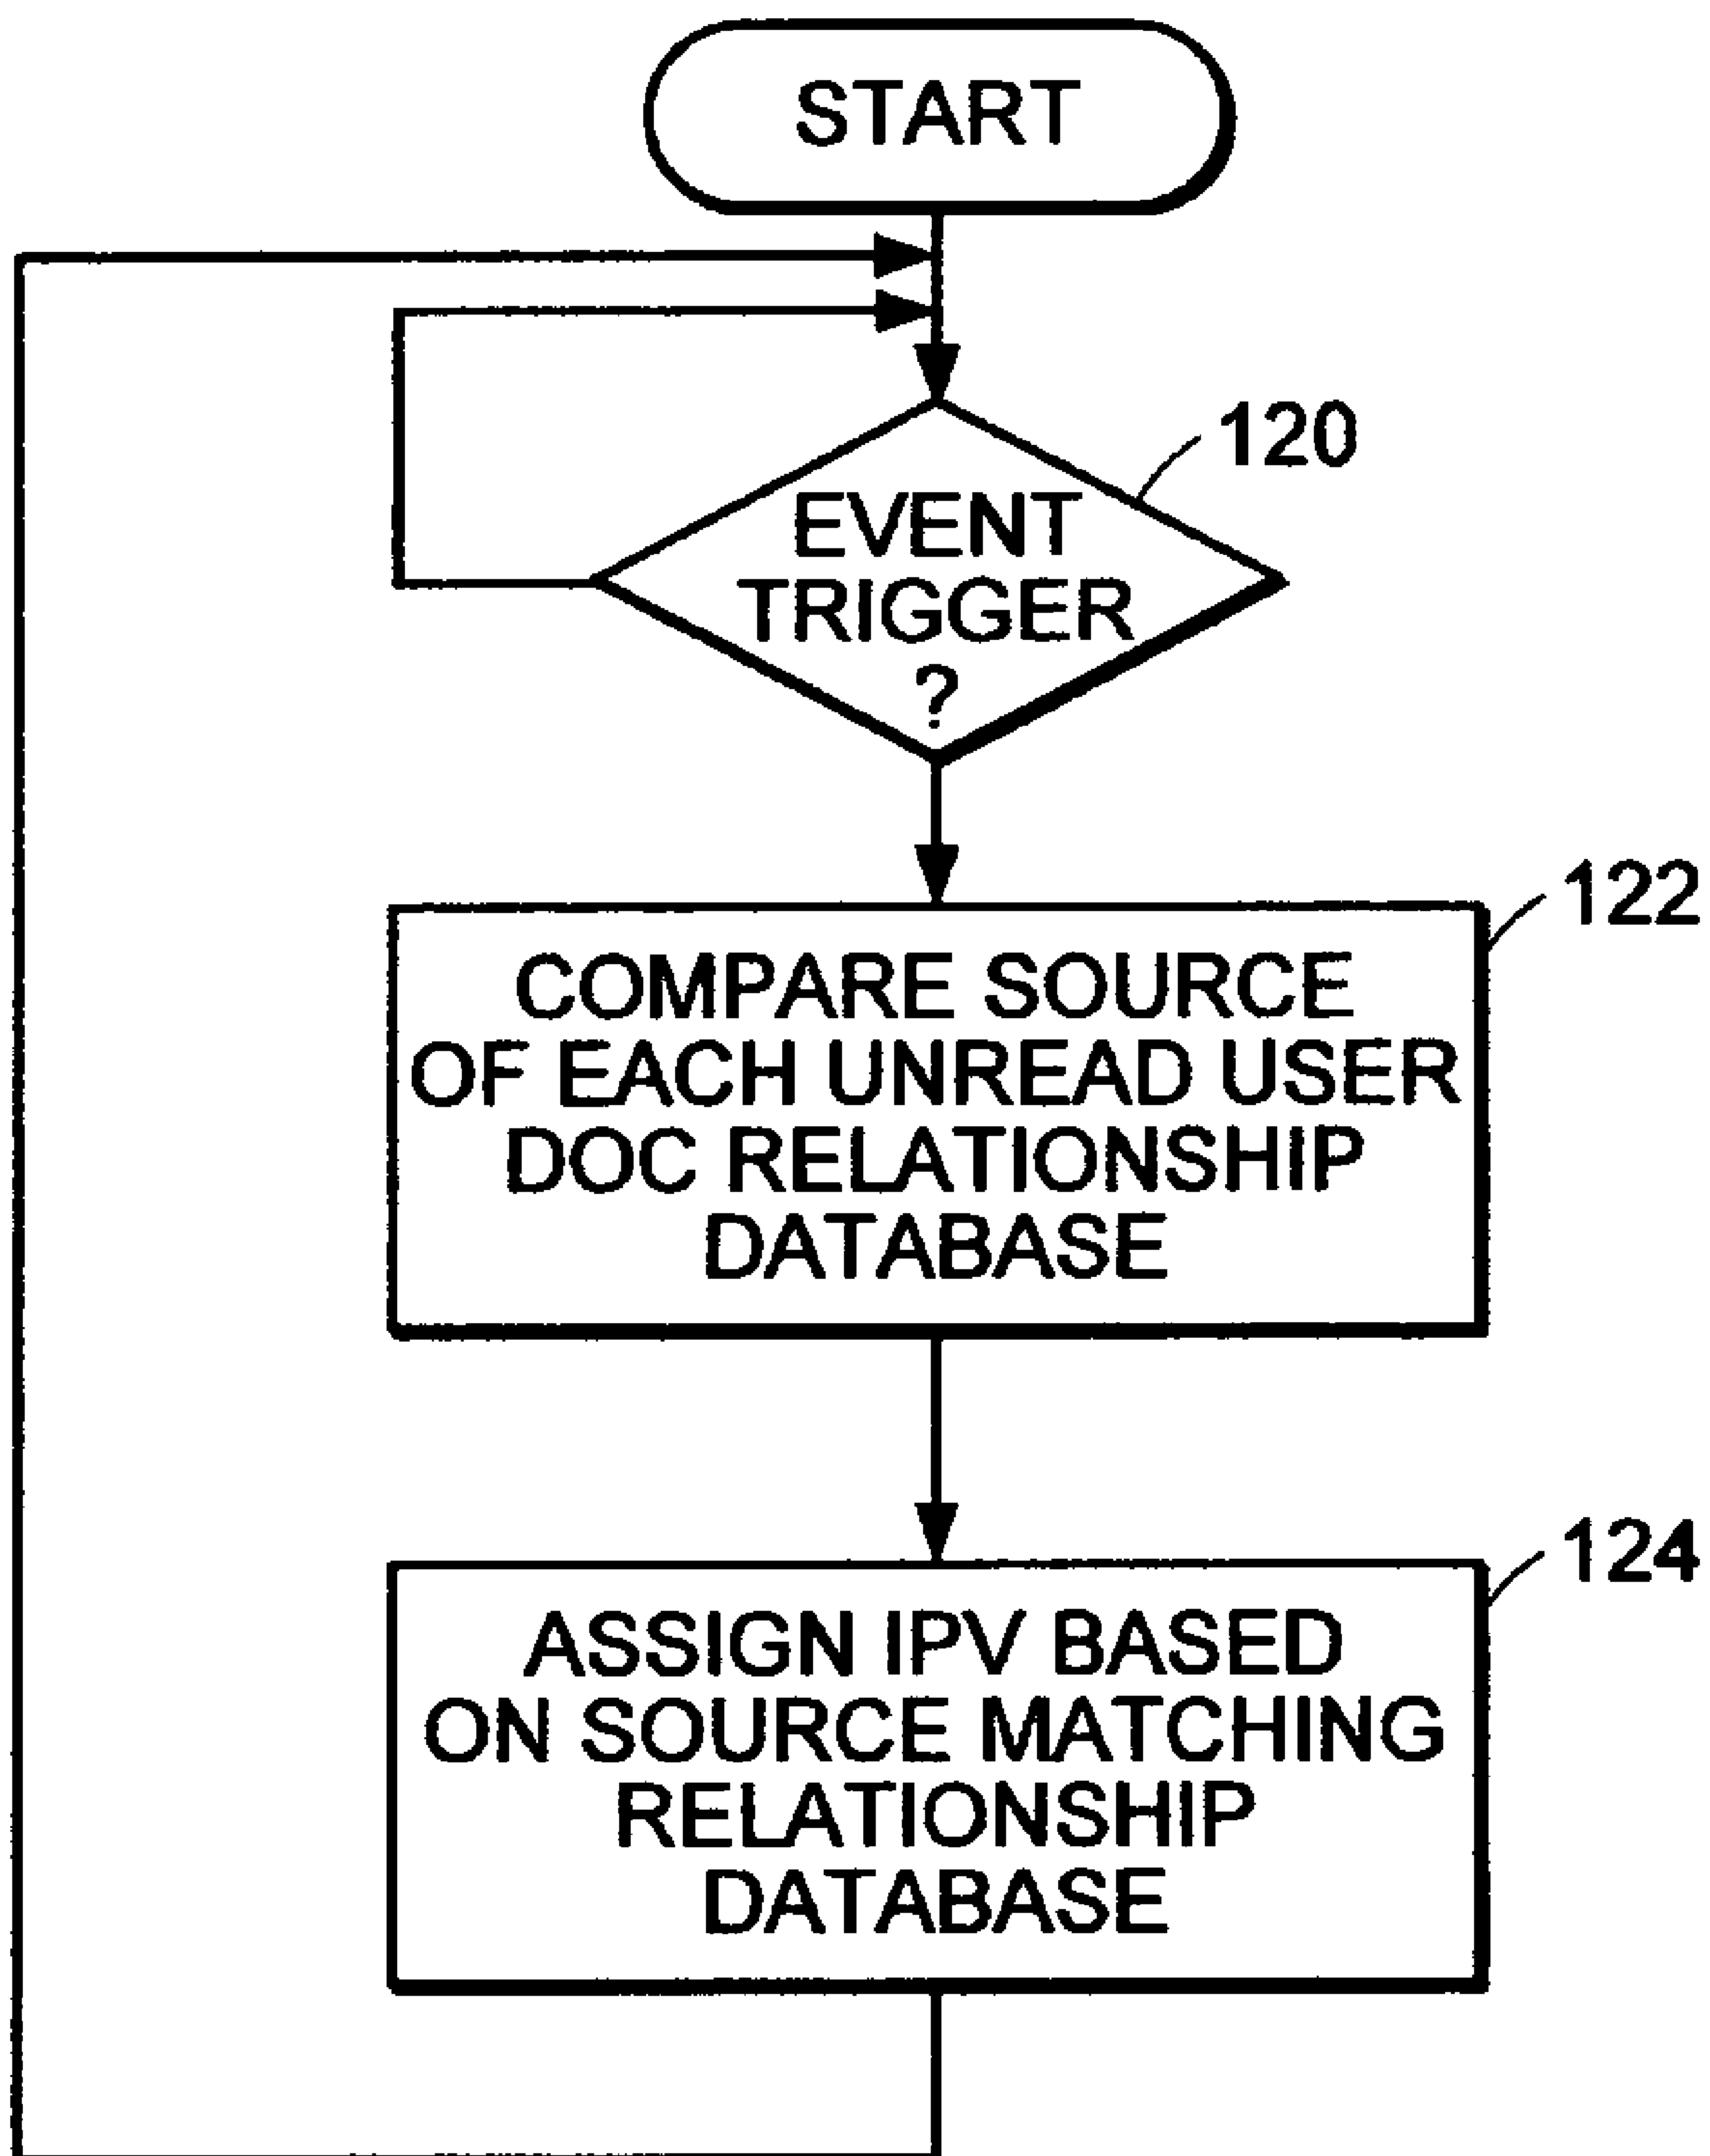 START
120
EVENT
TRIGGER
?
122
COMPARE SOURCE
OF EACH UNREAD USER
DOC RELATIONSHIP
DATABASE
124
ASSIGN IPV BASED
ON SOURCE MATCHING
RELATIONSHIP
DATABASE